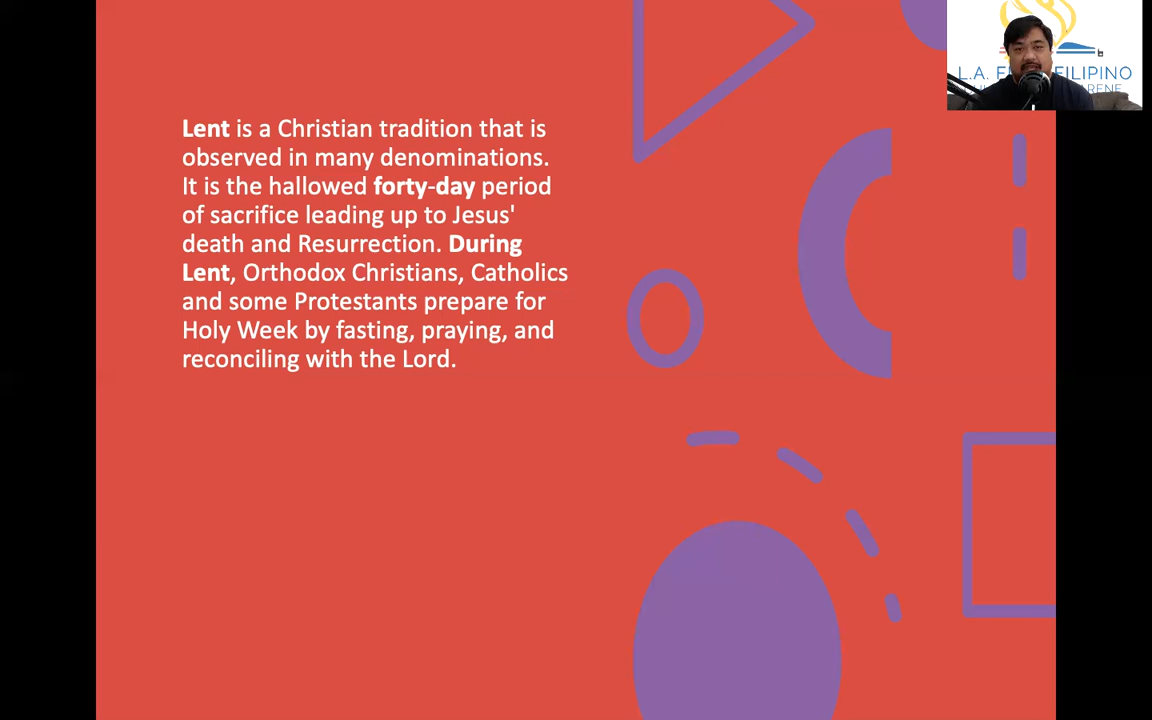 Lent is a Christian tradition that is
observed in many denominations.
It is the hallowed forty-day period
of sacrifice leading up to Jesus'
death and Resurrection. During
Lent, Orthodox Christians, Catholics
and some Protestants prepare for
Holy Week by fasting, praying, and
reconciling with the Lord.
L.A. FILIPINO